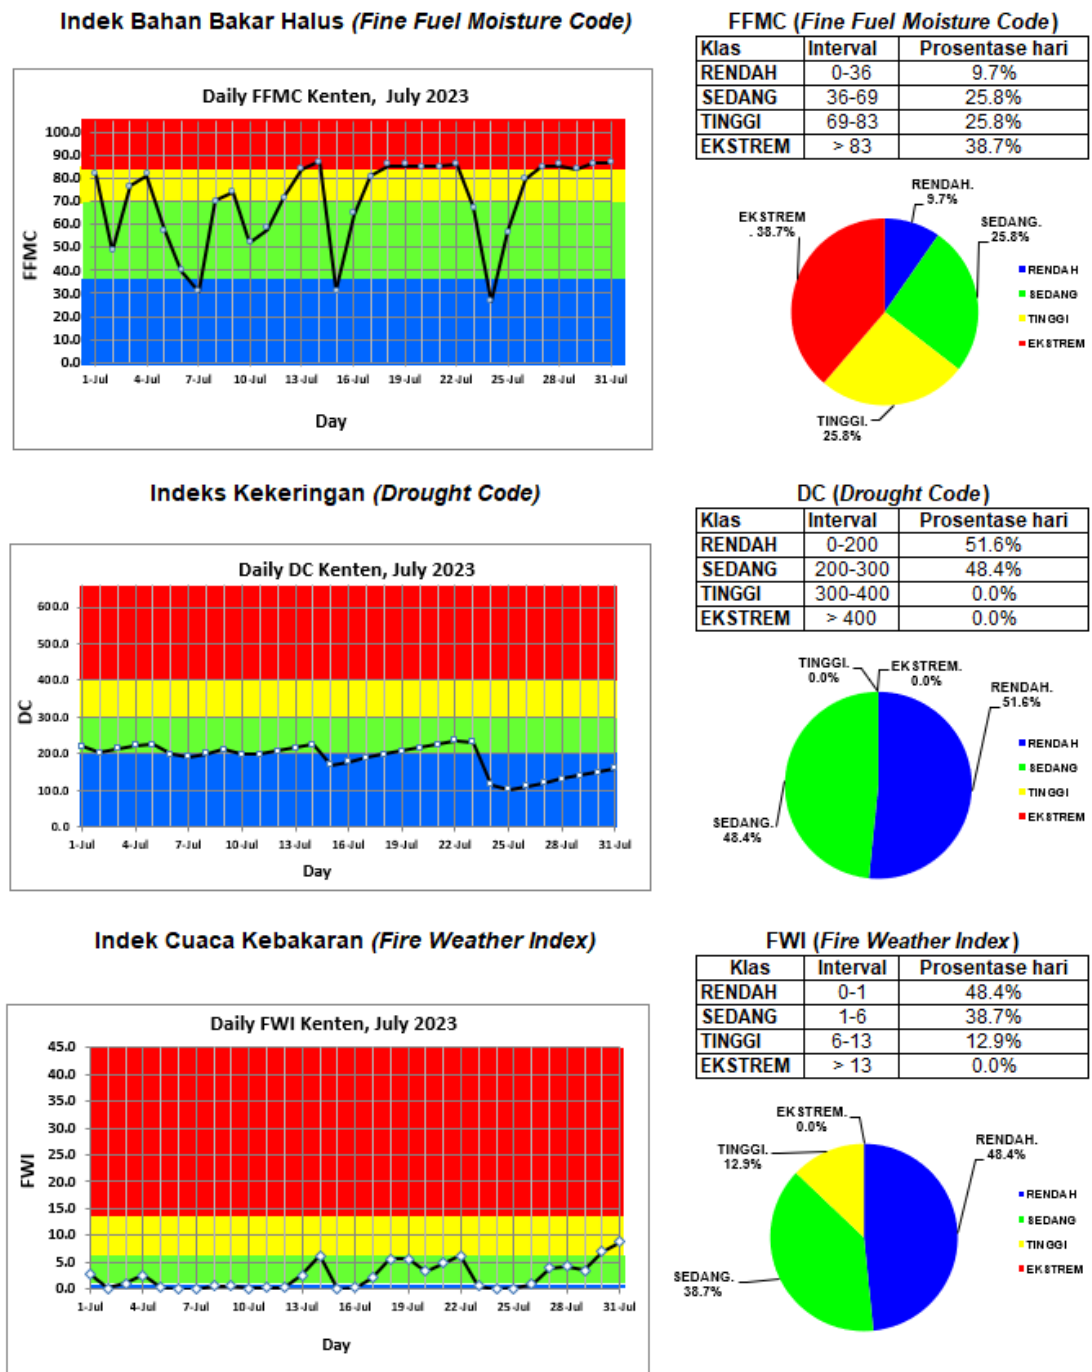 Indek Bahan Bakar Halus (Fine Fuel Moisture Code)
Daily FFMC Kenten, July 2023
FFMC
100.0
90.0
80.0
70.0
60.0
50.0
40.0
30.0
20.0
10.0
0.0
1-Jul 4-Jul 7-Jul 10-Jul 13-Jul 16-Jul 19-Jul 22-Jul 25-Jul 28-Jul 31-Jul
Day
FFMC (Fine Fuel Moisture Code)
Klas Interval Prosentase hari
RENDAH 0-36 9.7%
SEDANG 36-69 25.8%
TINGGI 69-83 25.8%
EKSTREM > 83 38.7%
RENDAH.
9.7%
SEDANG.
25.8%
TINGGI.
25.8%
EKSTREM
. 38.7%
RENDAH
SEDANG
TINGGI
EKSTREM
Indeks Kekeringan (Drought Code)
Daily DC Kenten, July 2023
DC
600.0
500.0
400.0
300.0
200.0
100.0
0.0
1-Jul 4-Jul 7-Jul 10-Jul 13-Jul 16-Jul 19-Jul 22-Jul 25-Jul 28-Jul 31-Jul
Day
DC (Drought Code)
Klas Interval Prosentase hari
RENDAH 0-200 51.6%
SEDANG 200-300 48.4%
TINGGI 300-400 0.0%
EKSTREM > 400 0.0%
TINGGI.
0.0%
EKSTREM.
0.0%
RENDAH.
51.6%
SEDANG.
48.4%
RENDAH
SEDANG
TINGGI
EKSTREM
Indek Cuaca Kebakaran (Fire Weather Index)
Daily FWI Kenten, July 2023
FWI
45.0
40.0
35.0
30.0
25.0
20.0
15.0
10.0
5.0
0.0
1-Jul 4-Jul 7-Jul 10-Jul 13-Jul 16-Jul 19-Jul 22-Jul 25-Jul 28-Jul 31-Jul
Day
FWI (Fire Weather Index)
Klas Interval Prosentase hari
RENDAH 0-1 48.4%
SEDANG 1-6 38.7%
TINGGI 6-13 12.9%
EKSTREM > 13 0.0%
EKSTREM.
0.0%
TINGGI.
12.9%
RENDAH.
48.4%
SEDANG.
38.7%
RENDAH
SEDANG
TINGGI
EKSTREM